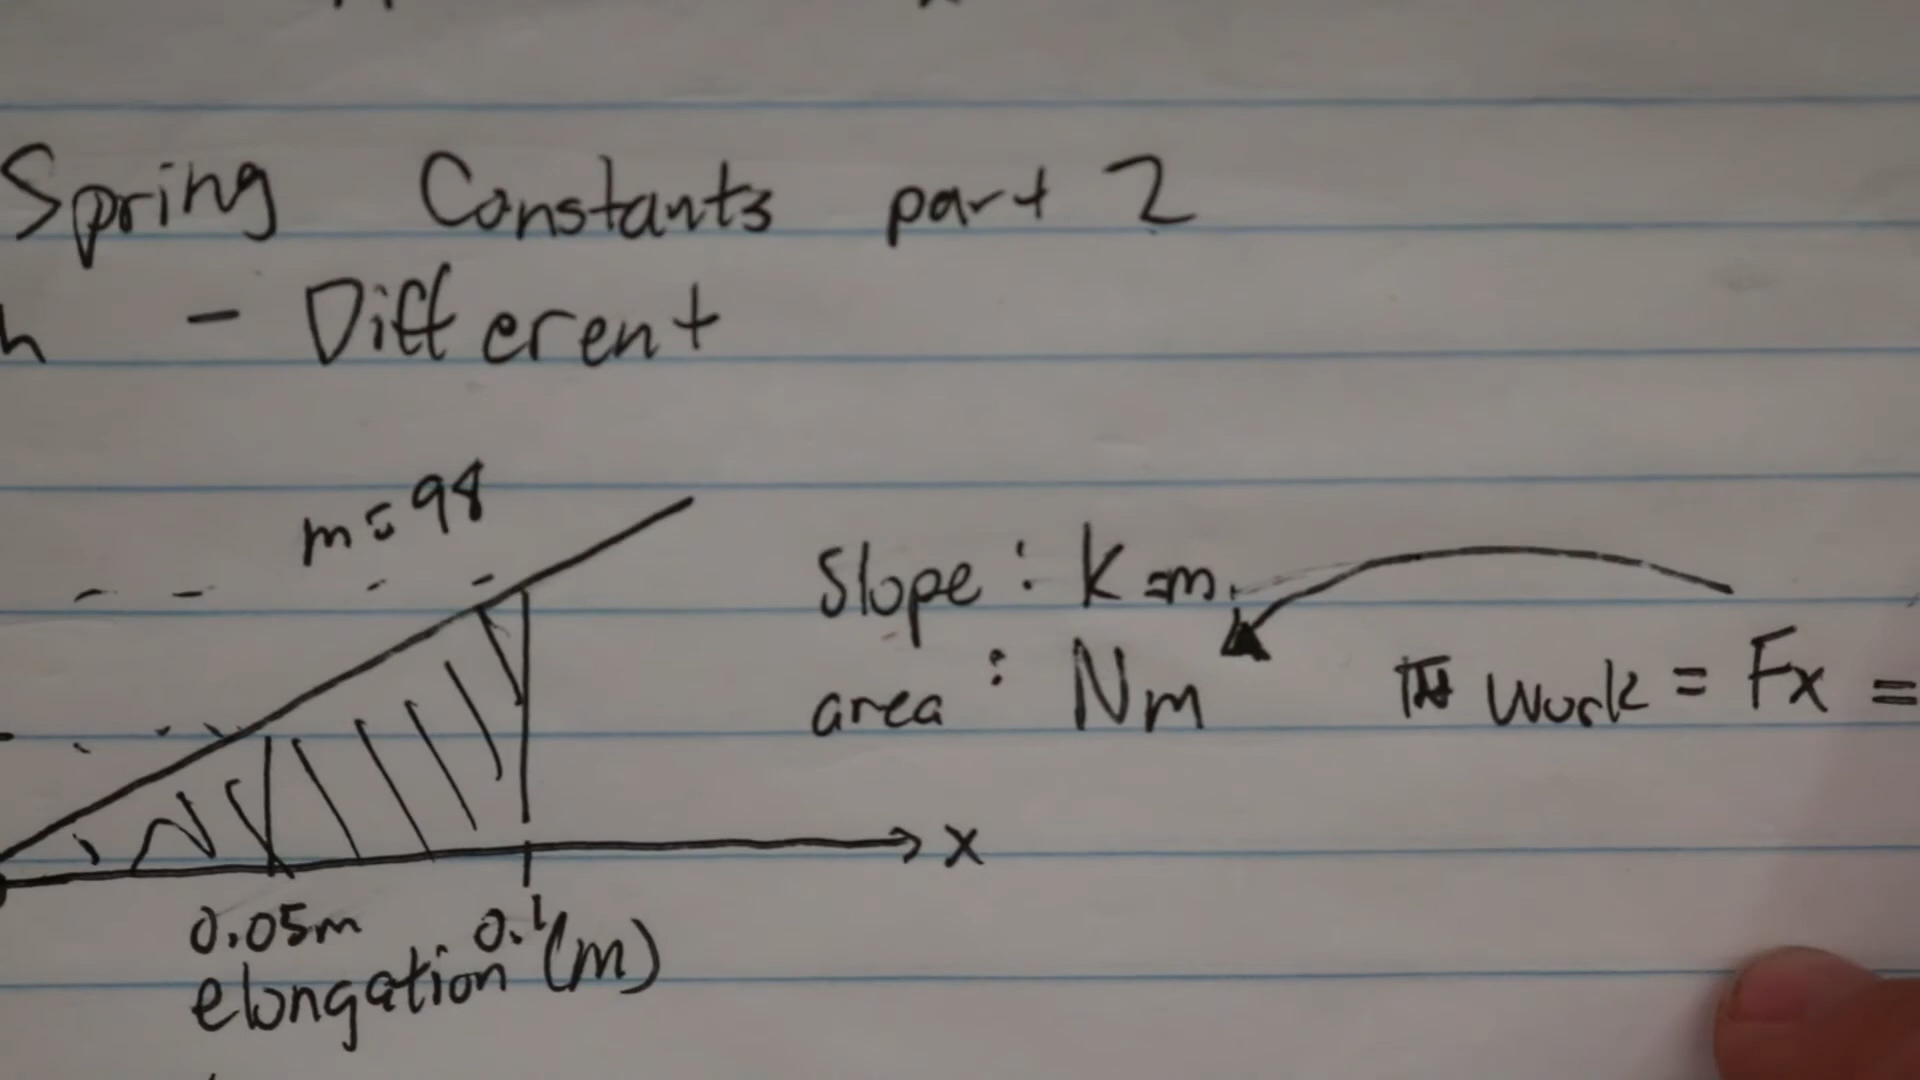 Spring Constants part 2
h - Different
m = 98
Slope : K = m
area : Nm
Work = Fx =
x
0.05m 0.1
elongation (m)